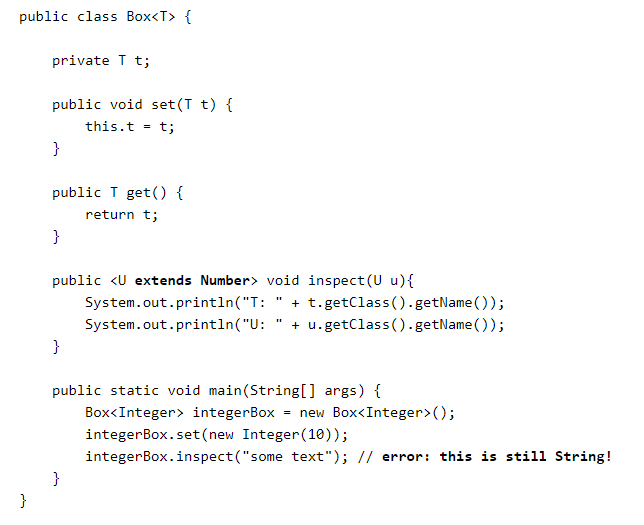 public class Box<T> {
    private T t;
    public void set(T t) {
        this.t = t;
    }
    public T get() {
        return t;
    }
    public <U extends Number> void inspect(U u){
        System.out.println("T: " + t.getClass().getName());
        System.out.println("U: " + u.getClass().getName());
    }
    public static void main(String[] args) {
        Box<Integer> integerBox = new Box<Integer>();
        integerBox.set(new Integer(10));
        integerBox.inspect("some text"); // error: this is still String!
    }
}